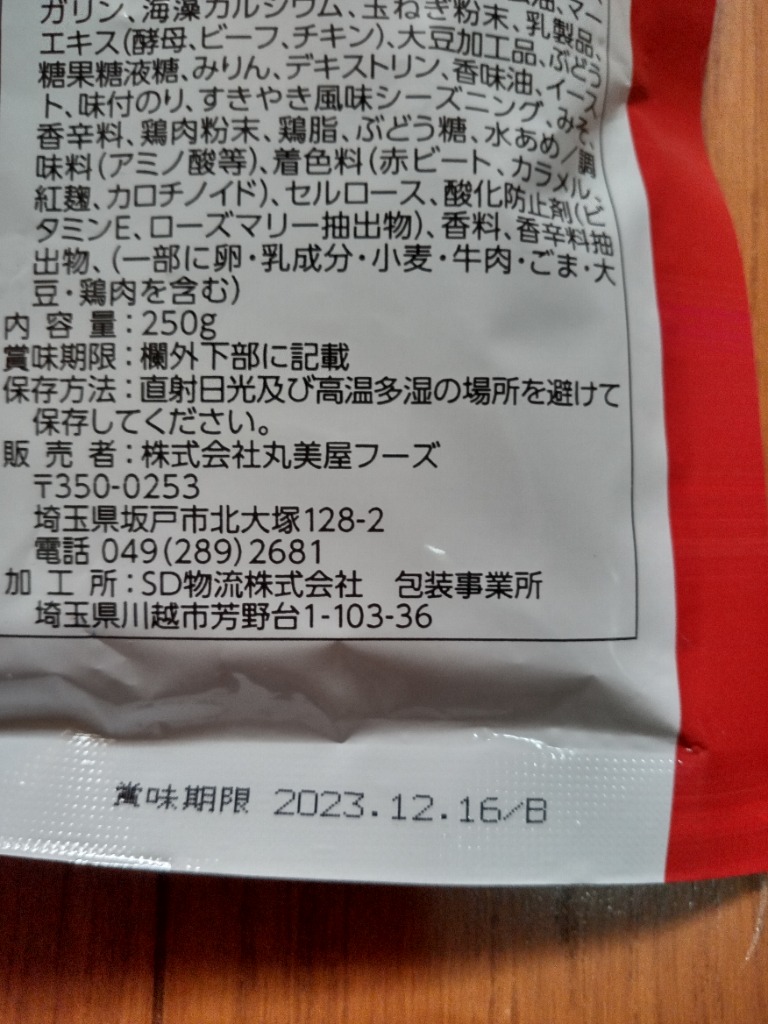 ガリン、海藻カルシウム、玉ねぎ粉末、乳製品、
エキス(酵母、ビーフ、チキン)、大豆加工品、ぶどう
糖果糖液糖、みりん、デキストリン、香味油、イース
ト、味付のり、すきやき風味シーズニング、みそ、
香辛料、鶏肉粉末、鶏脂、ぶどう糖、水あめ/調
味料(アミノ酸等)、着色料(赤ビート、カラメル、
紅麹、カロチノイド)、セルロース、酸化防止剤(ビ
タミンE、ローズマリー抽出物)、香料、香辛料抽
出物、(一部に卵・乳成分・小麦・牛肉・ごま・大
豆・鶏肉を含む)
内容量:250g
賞味期限:欄外下部に記載
保存方法:直射日光及び高温多湿の場所を避けて
保存してください。
販売者:株式会社丸美屋フーズ
〒350-0253
埼玉県坂戸市北大塚128-2
電話 049(289)2681
加工所:SD物流株式会社 包装事業所
埼玉県川越市芳野台1-103-36
賞味期限 2023.12.16/B